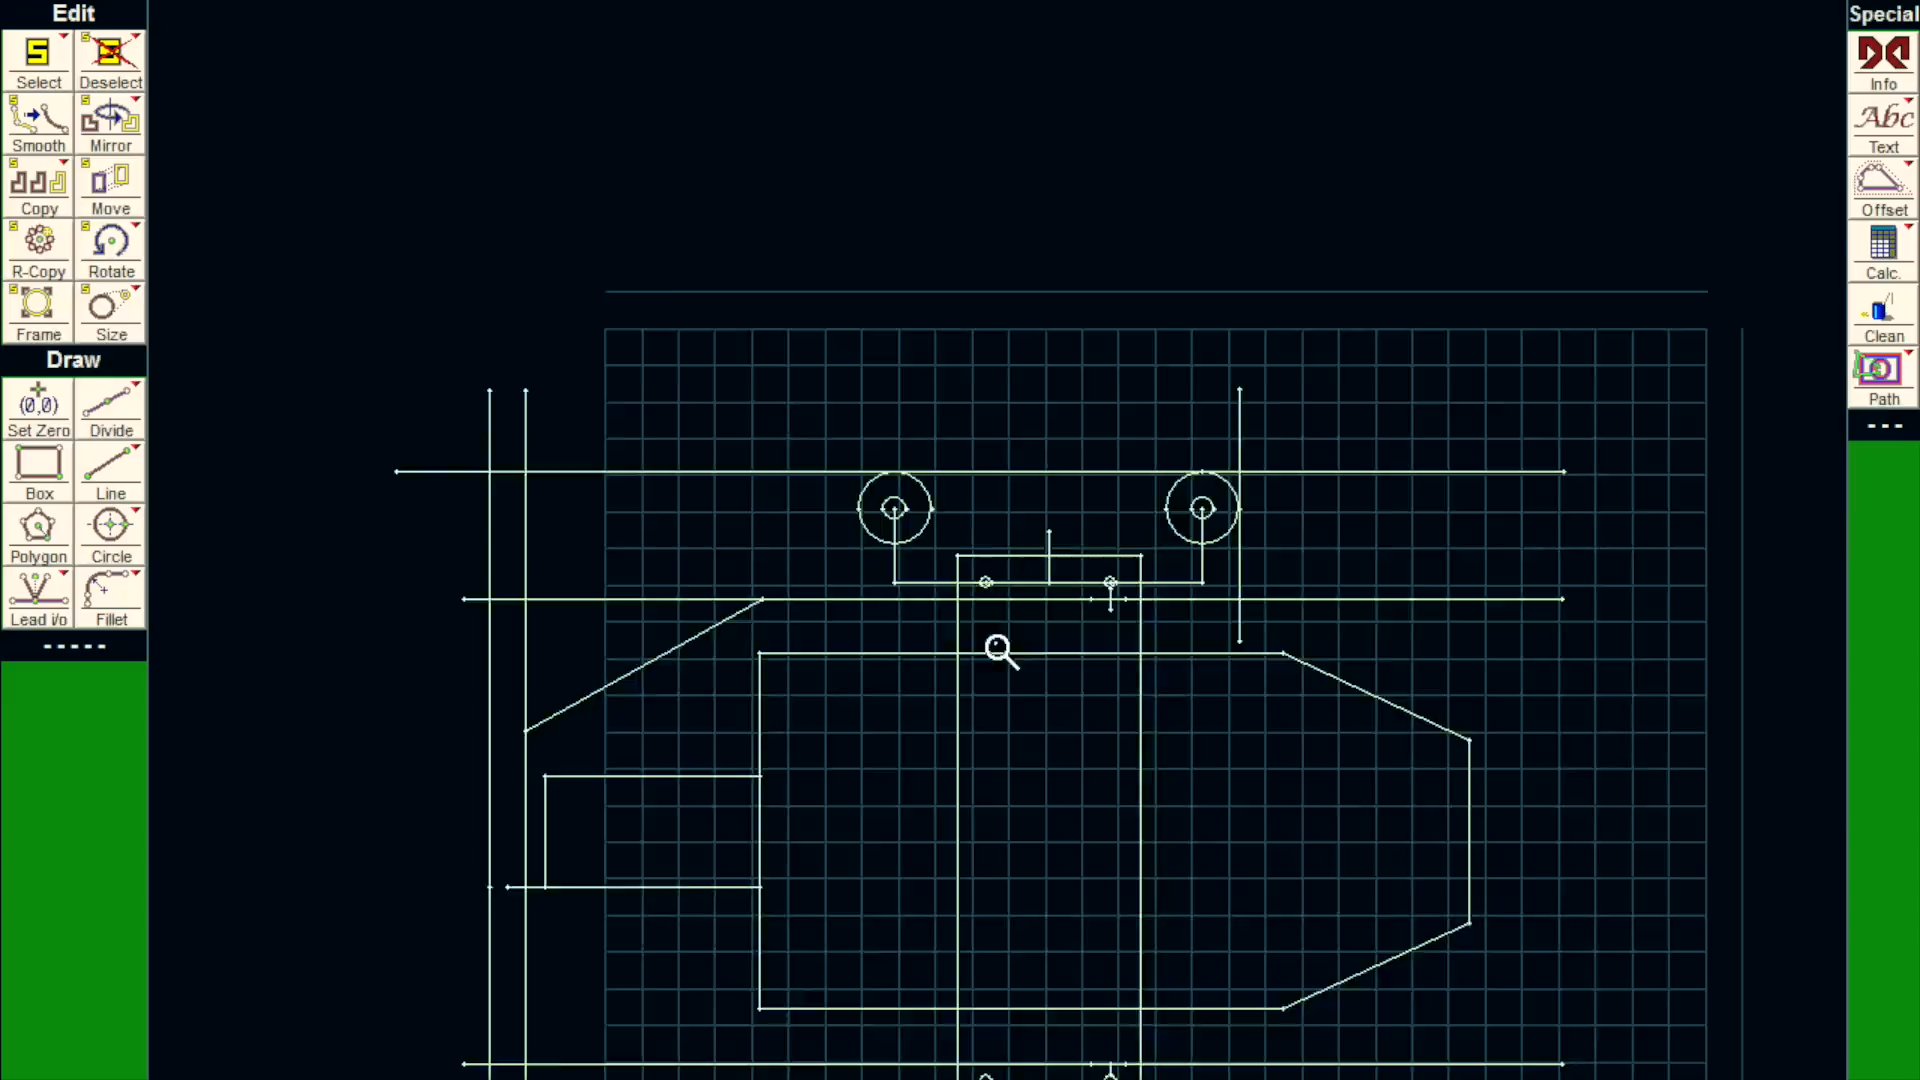 Edit
Select Deselect
Smooth Mirror
Copy Move
R-Copy Rotate
Frame Size
Draw
(0,0)
Set Zero Divide
Box Line
Polygon Circle
Lead i/o Fillet
Special
Info
Abc
Text
Offset
Calc.
Clean
Path